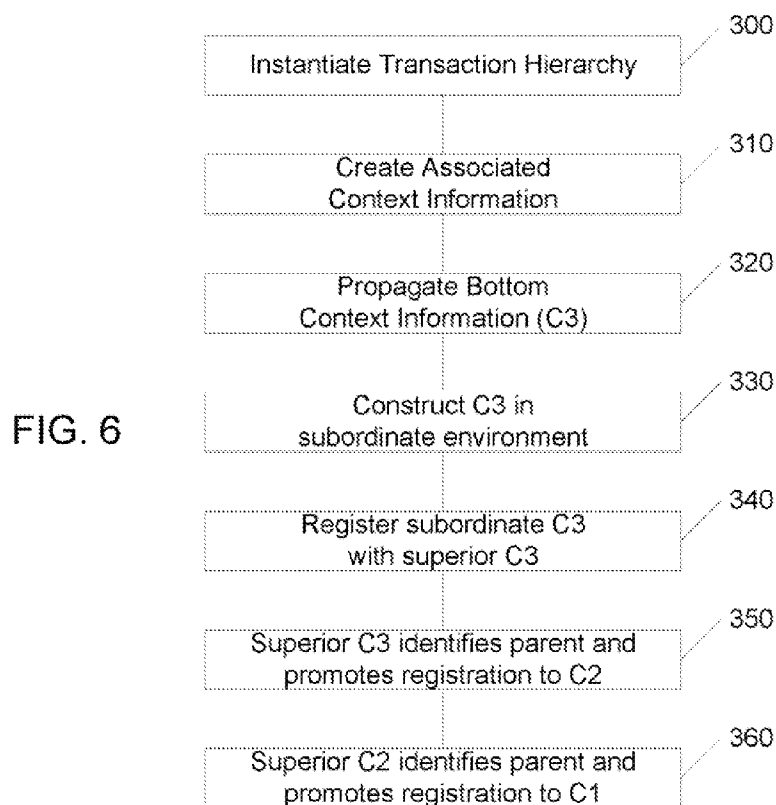 300
Instantiate Transaction Hierarchy
310
Create Associated
Context Information
320
Propagate Bottom
Context Information (C3)
330
Construct C3 in
subordinate environment
FIG. 6
340
Register subordinate C3
with superior C3
350
Superior C3 identifies parent and
promotes registration to C2
360
Superior C2 identifies parent and
promotes registration to C1